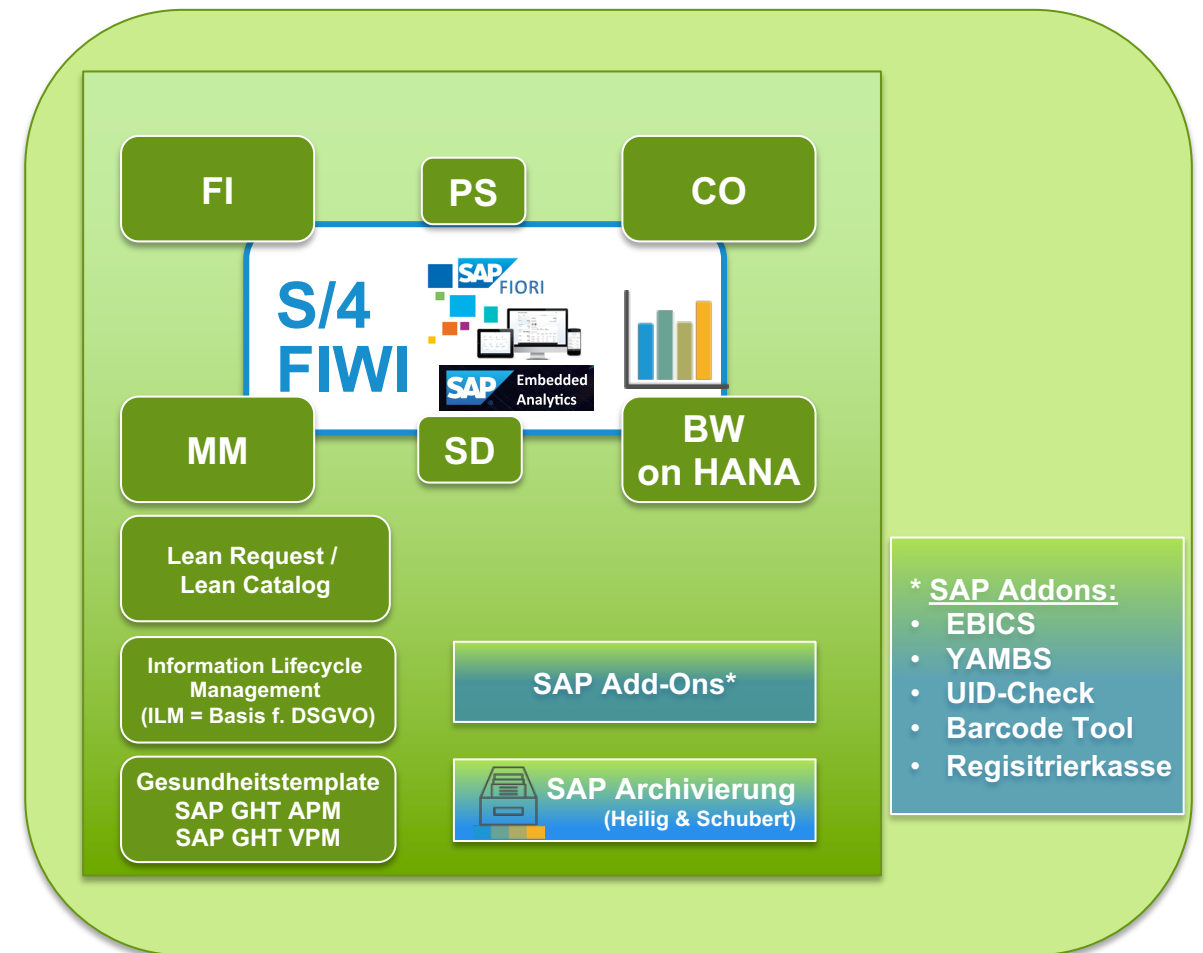 FI
PS
CO
S/4
FIWI
SAP
FIORI
SAP
Embedded
Analytics
MM
SD
BW
on HANA
Lean Request /
Lean Catalog
Information Lifecycle
Management
(ILM = Basis f. DSGVO)
Gesundheitstemplate
SAP GHT APM
SAP GHT VPM
SAP Add-Ons*
SAP Archivierung
(Heilig & Schubert)
* SAP Addons:
• EBICS
• YAMBS
• UID-Check
• Barcode Tool
• Regisitrierkasse